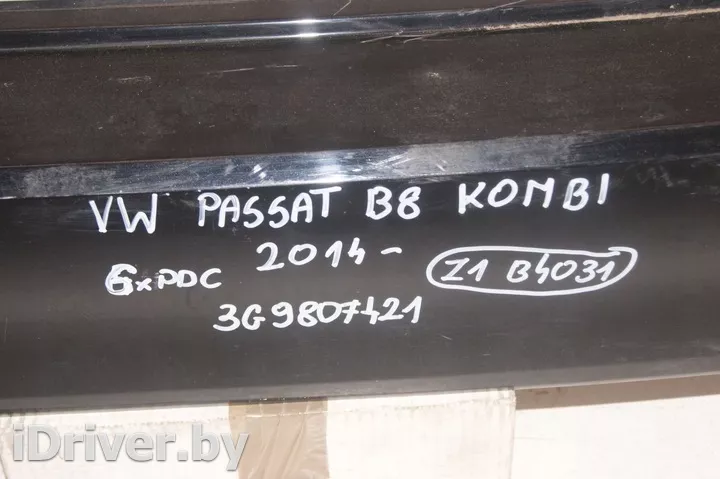 VW PASSAT B8 KOMBI
2014-
6xPDC
Z1 B4031
3G9807421
iDriver.by